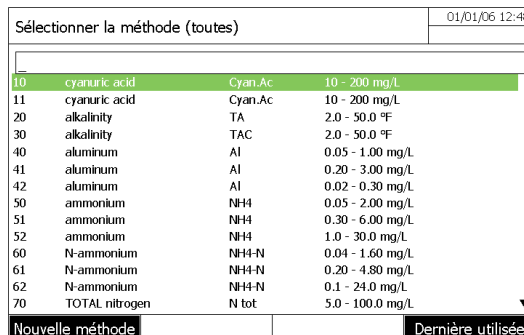 Sélectionner la méthode (toutes)
01/01/06 12:48
_
10 cyanuric acid Cyan.Ac 10 - 200 mg/L
11 cyanuric acid Cyan.Ac 10 - 200 mg/L
20 alkalinity TA 2.0 - 50.0 °F
30 alkalinity TAC 2.0 - 50.0 °F
40 aluminum Al 0.05 - 1.00 mg/L
41 aluminum Al 0.20 - 3.00 mg/L
42 aluminum Al 0.02 - 0.30 mg/L
50 ammonium NH4 0.05 - 2.00 mg/L
51 ammonium NH4 0.30 - 6.00 mg/L
52 ammonium NH4 1.0 - 30.0 mg/L
60 N-ammonium NH4-N 0.04 - 1.60 mg/L
61 N-ammonium NH4-N 0.20 - 4.80 mg/L
62 N-ammonium NH4-N 0.1 - 24.0 mg/L
70 TOTAL nitrogen N tot 5.0 - 100.0 mg/L
Nouvelle méthode
Dernière utilisée